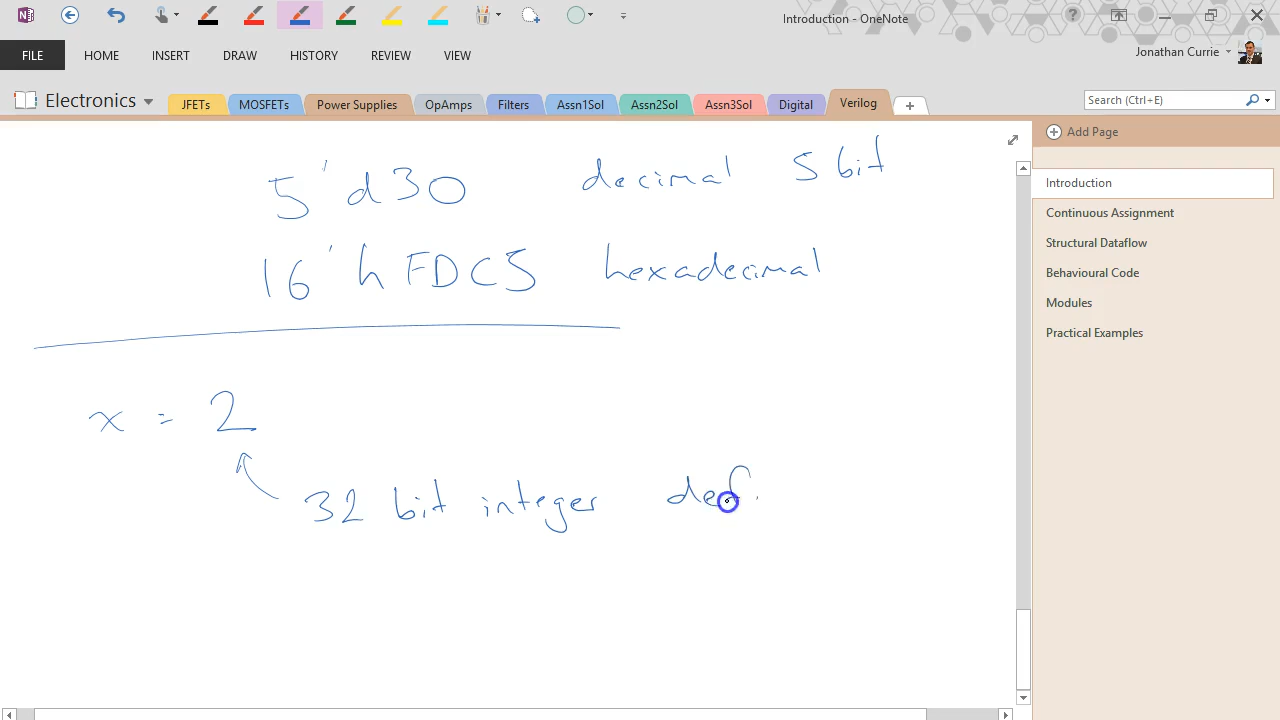 Introduction - OneNote
?
FILE HOME INSERT DRAW HISTORY REVIEW VIEW
Jonathan Currie
Electronics
JFETs MOSFETs Power Supplies OpAmps Filters Assn1Sol Assn2Sol Assn3Sol Digital Verilog
Search (Ctrl+E)
Add Page
Introduction
Continuous Assignment
Structural Dataflow
Behavioural Code
Modules
Practical Examples
5 'd30 decimal 5 bit
16 'h FDC5 hexadecimal
x = 2
32 bit integer def.